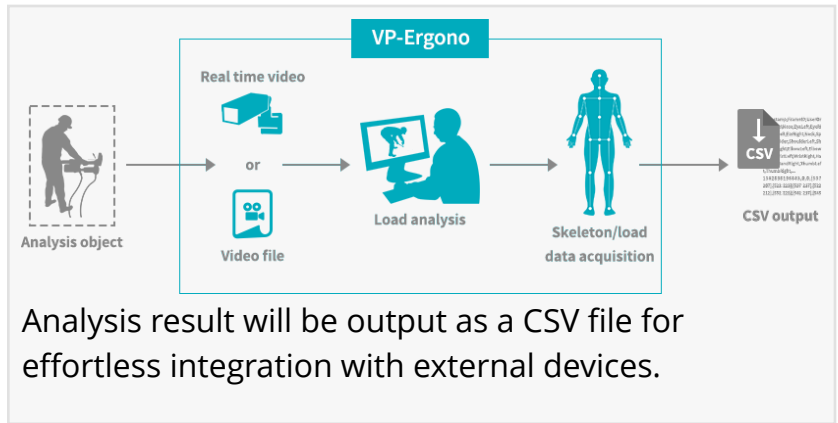 VP-Ergono
Real time video
or
Video file
Analysis object
Load analysis
Skeleton/load
data acquisition
CSV
CSV output
Analysis result will be output as a CSV file for
effortless integration with external devices.